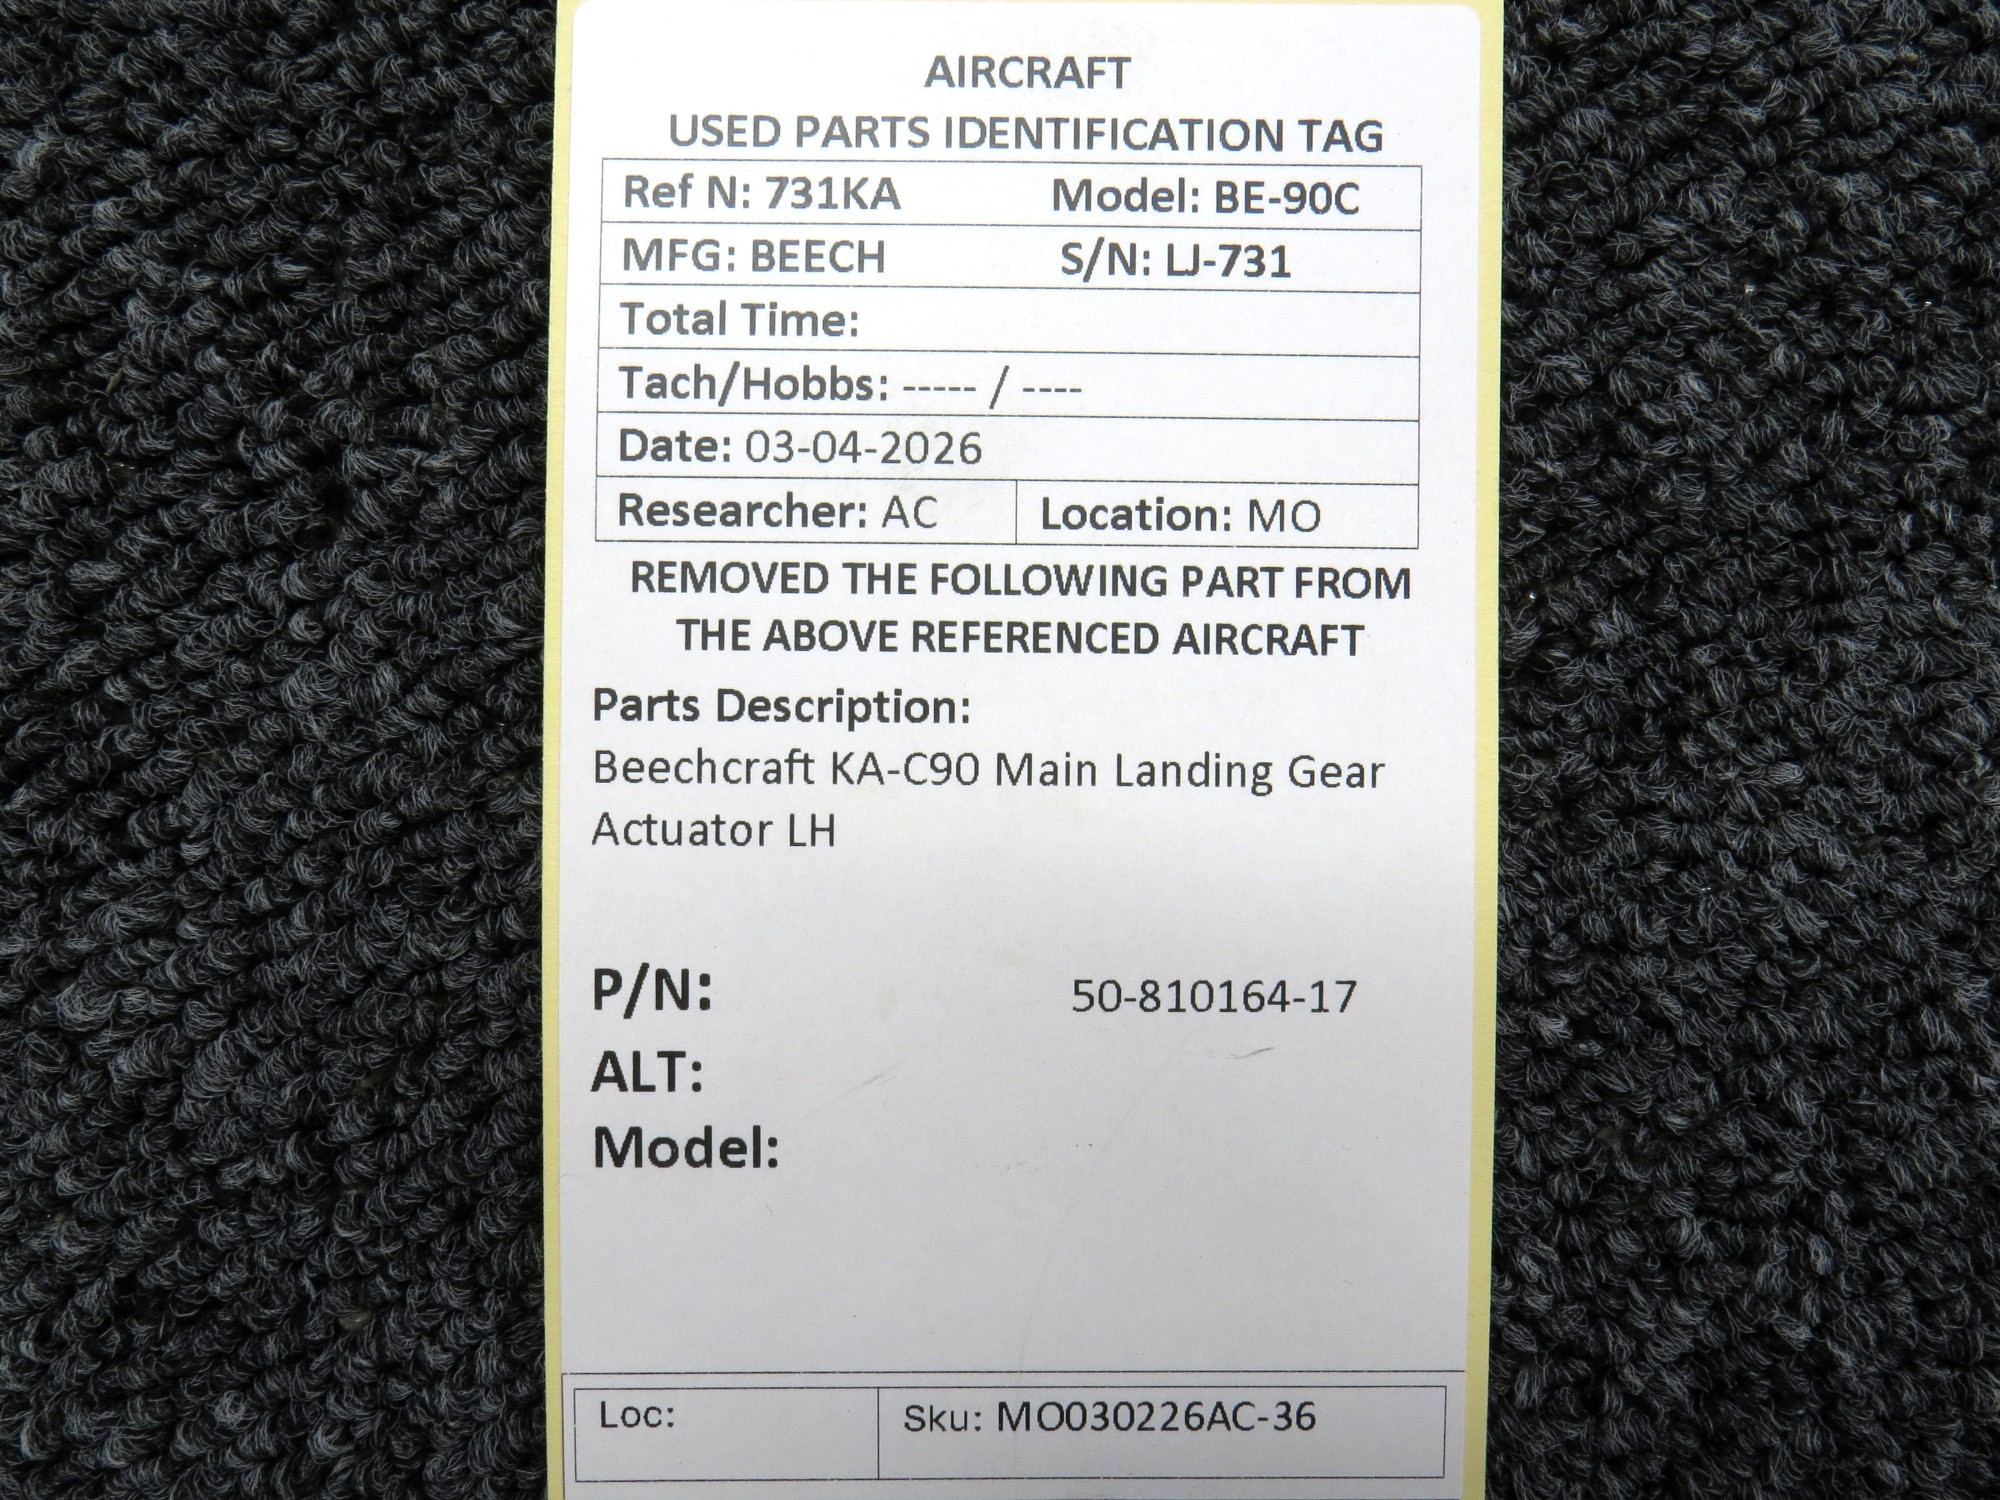 AIRCRAFT
USED PARTS IDENTIFICATION TAG
Ref N: 731KA Model: BE-90C
MFG: BEECH S/N: LJ-731
Total Time:
Tach/Hobbs: ----- / ----
Date: 03-04-2026
Researcher: AC Location: MO
REMOVED THE FOLLOWING PART FROM
THE ABOVE REFERENCED AIRCRAFT
Parts Description:
Beechcraft KA-C90 Main Landing Gear
Actuator LH
P/N: 50-810164-17
ALT:
Model:
Loc: Sku: MO030226AC-36